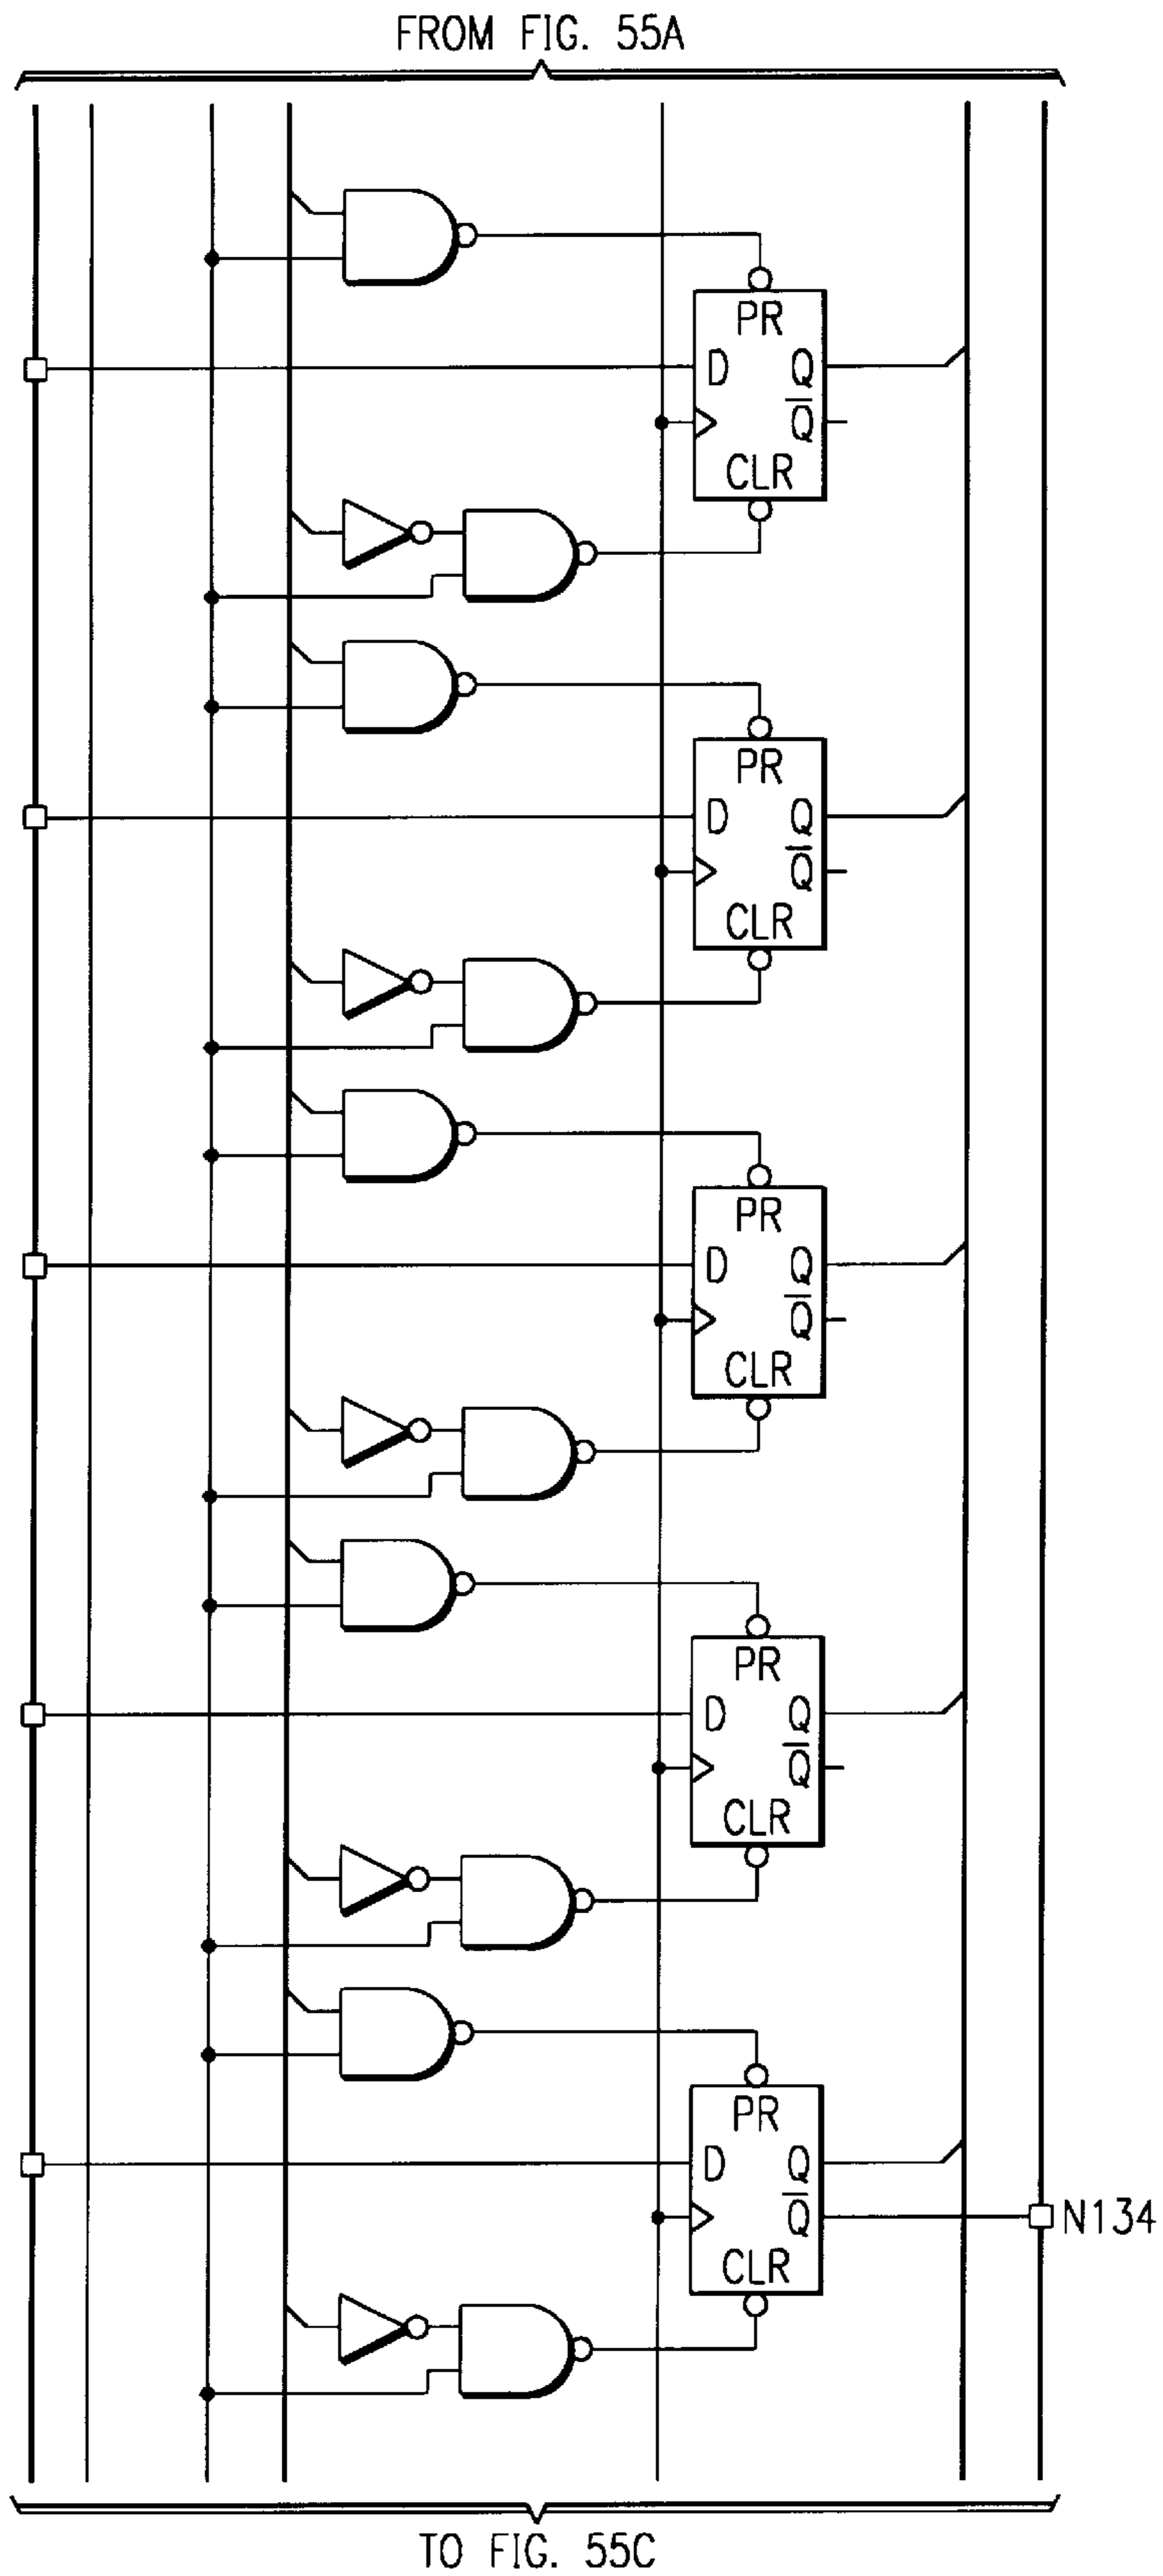 FROM FIG. 55A
PR
D Q
Q̅
CLR
PR
D Q
Q̅
CLR
PR
D Q
Q̅
CLR
PR
D Q
Q̅
CLR
PR
D Q
Q̅ N134
CLR
TO FIG. 55C